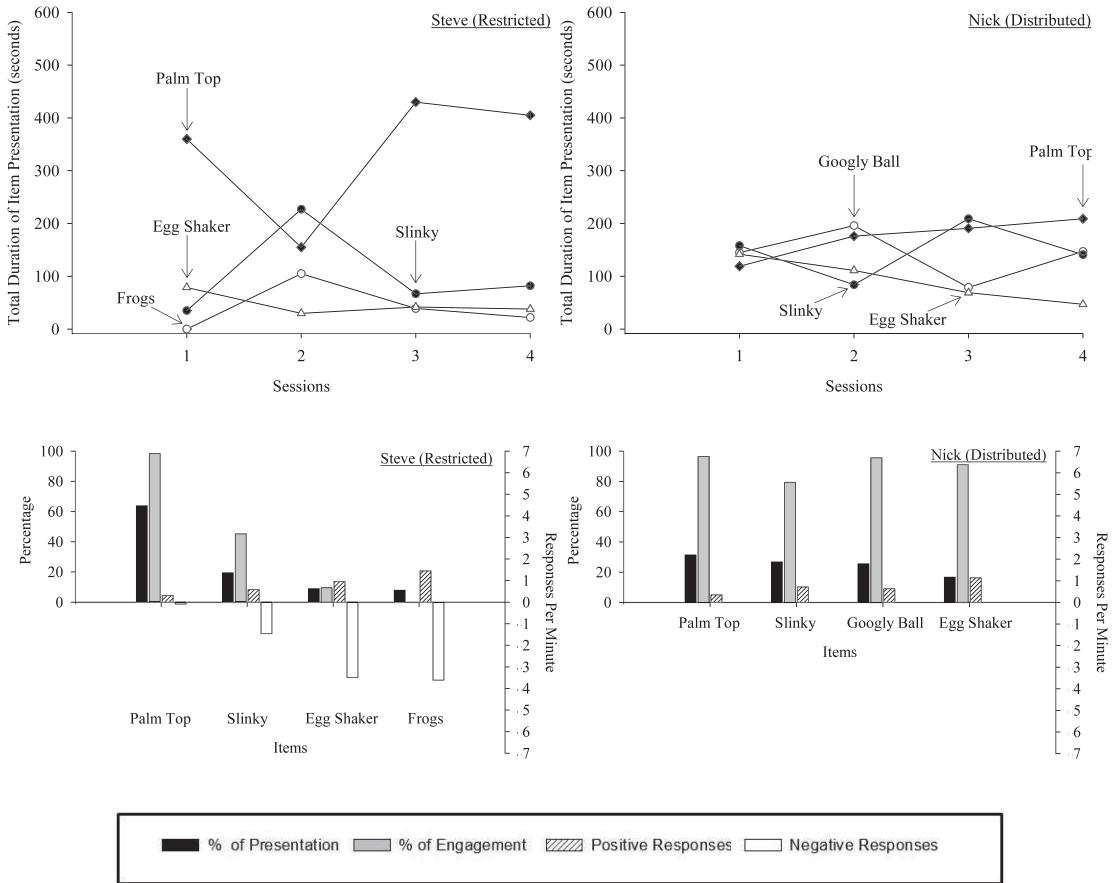 Steve (Restricted)
Total Duration of Item Presentation (seconds)
600
500
400
300
200
100
0
Palm Top
Egg Shaker
Frogs
Slinky
1 2 3 4
Sessions
Nick (Distributed)
Total Duration of Item Presentation (seconds)
600
500
400
300
200
100
0
Googly Ball
Palm Top
Slinky
Egg Shaker
1 2 3 4
Sessions
Steve (Restricted)
Percentage
100
80
60
40
20
0
7
6
5
4
3
2
1
0
-1
-2
-3
-4
-5
-6
-7
Responses Per Minute
Palm Top Slinky Egg Shaker Frogs
Items
Nick (Distributed)
Percentage
100
80
60
40
20
0
7
6
5
4
3
2
1
0
-1
-2
-3
-4
-5
-6
-7
Responses Per Minute
Palm Top Slinky Googly Ball Egg Shaker
Items
% of Presentation % of Engagement Positive Responses Negative Responses